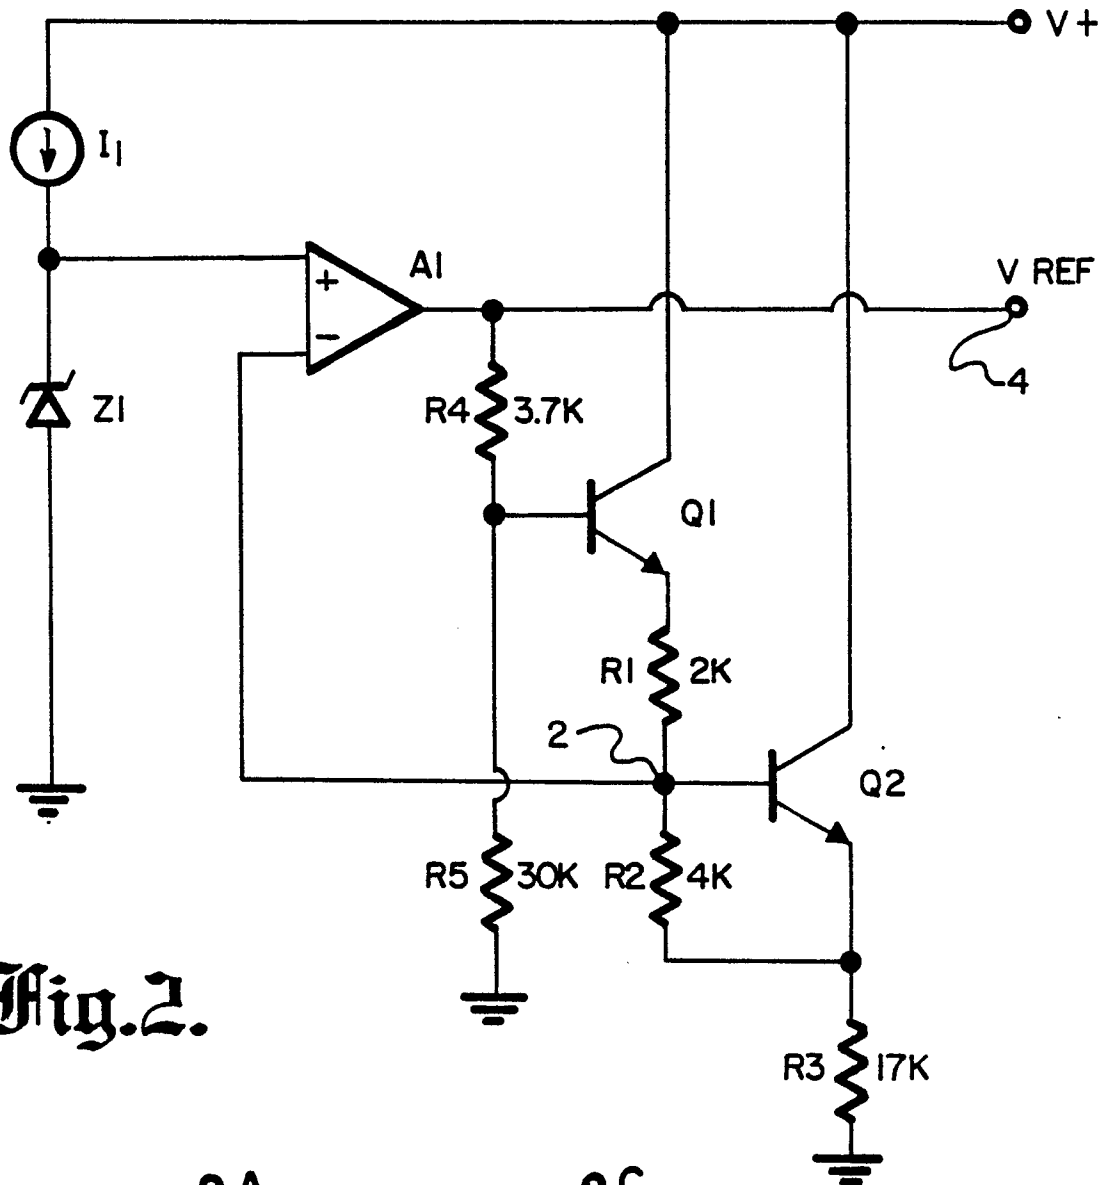 V+
I1
A1
+
−
V REF
4
Z1
R4 3.7K
Q1
R1 2K
2
Q2
R5 30K
R2 4K
Fig.2.
R3 17K